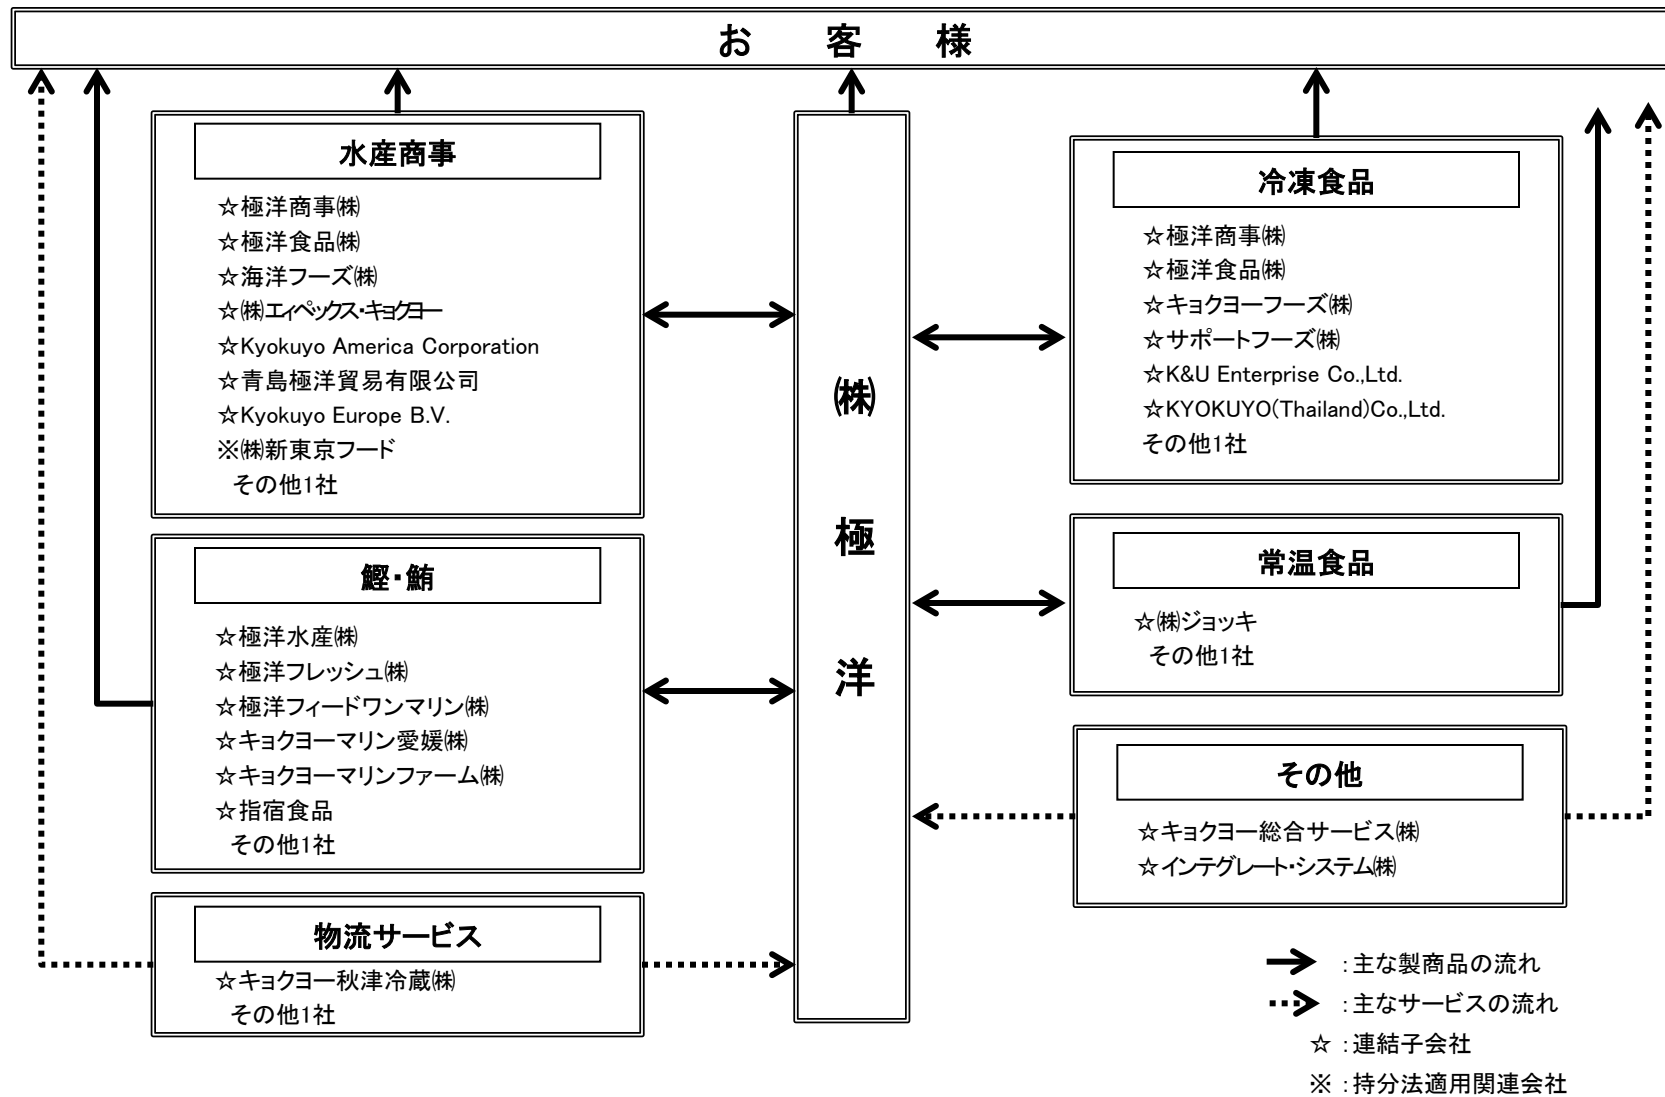 お客様
水産商事
☆極洋商事㈱
☆極洋食品㈱
☆海洋フーズ㈱
☆㈱エィペックス・キョクヨー
☆Kyokuyo America Corporation
☆青島極洋貿易有限公司
☆Kyokuyo Europe B.V.
※㈱新東京フード
その他1社
鰹・鮪
☆極洋水産㈱
☆極洋フレッシュ㈱
☆極洋フィードワンマリン㈱
☆キョクヨーマリン愛媛㈱
☆キョクヨーマリンファーム㈱
☆指宿食品
その他1社
物流サービス
☆キョクヨー秋津冷蔵㈱
その他1社
㈱極洋
冷凍食品
☆極洋商事㈱
☆極洋食品㈱
☆キョクヨーフーズ㈱
☆サポートフーズ㈱
☆K&U Enterprise Co.,Ltd.
☆KYOKUYO(Thailand)Co.,Ltd.
その他1社
常温食品
☆㈱ジョッキ
その他1社
その他
☆キョクヨー総合サービス㈱
☆インテグレート・システム㈱
：主な製商品の流れ
：主なサービスの流れ
☆：連結子会社
※：持分法適用関連会社